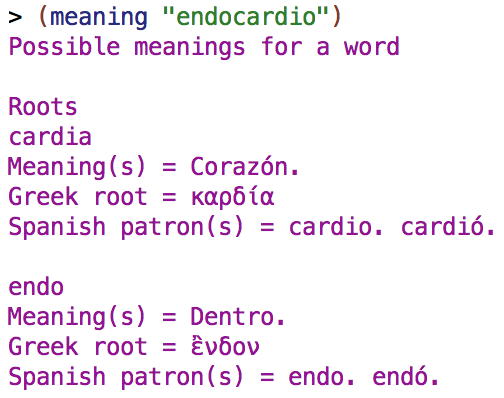 > (meaning "endocardio")
Possible meanings for a word
Roots
cardia
Meaning(s) = Corazón.
Greek root = καρδία
Spanish patron(s) = cardio. cardió.
endo
Meaning(s) = Dentro.
Greek root = ἒνδον
Spanish patron(s) = endo. endó.